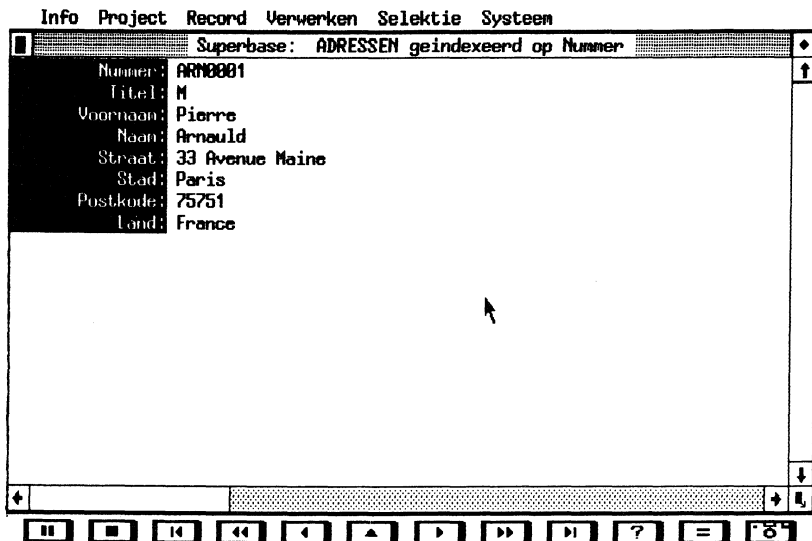 Info Project Record Verwerken Selektie Systeem
Superbase: ADRESSEN geindexeerd op Nummer
Nummer: ARN0001
Titel: M
Voornaam: Pierre
Naam: Arnauld
Straat: 33 Avenue Maine
Stad: Paris
Postkode: 75751
Land: France
? =